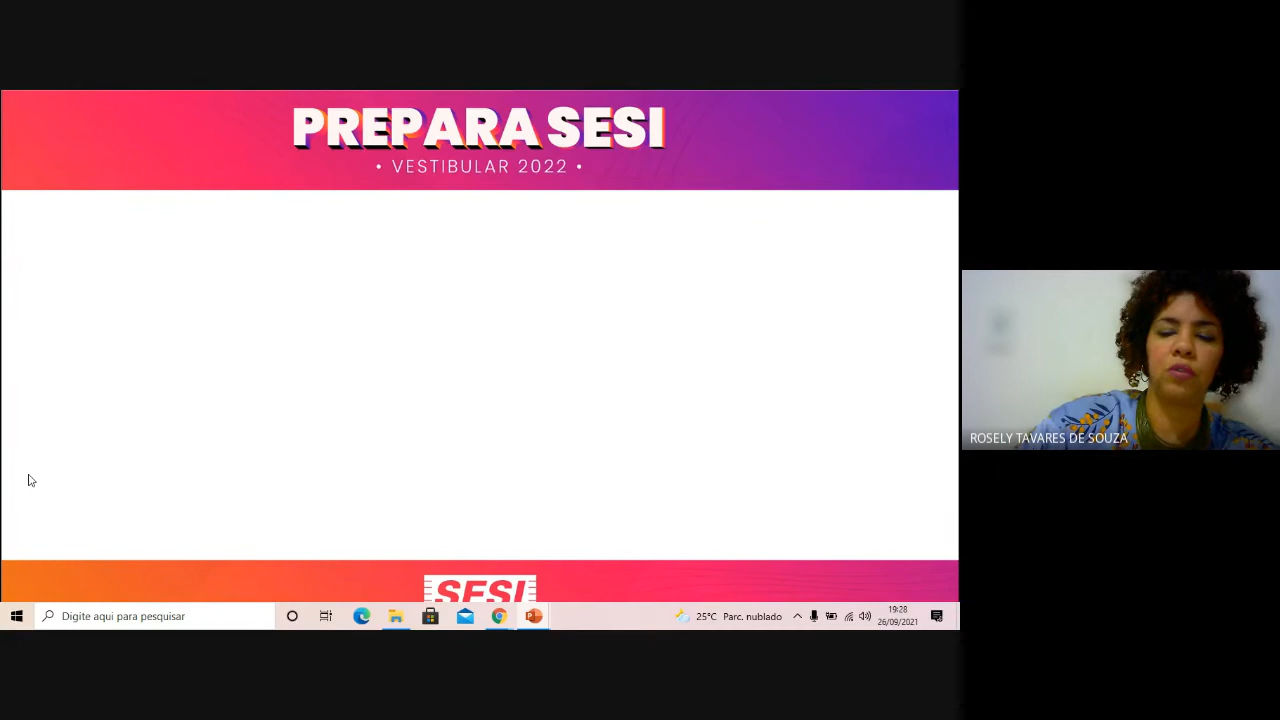 PREPARA SESI
• VESTIBULAR 2022 •
ROSELY TAVARES DE SOUZA
SESI
Digite aqui para pesquisar
25°C Parc. nublado
19:28
26/09/2021